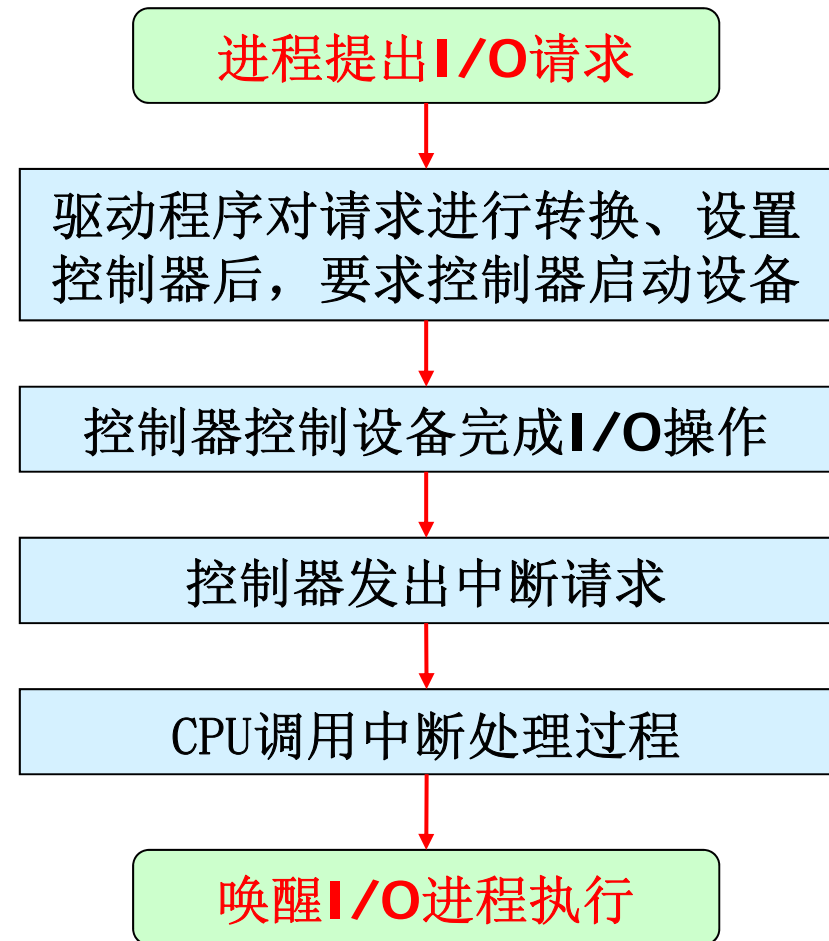 进程提出I/O请求
驱动程序对请求进行转换、设置
控制器后，要求控制器启动设备
控制器控制设备完成I/O操作
控制器发出中断请求
CPU调用中断处理过程
唤醒I/O进程执行